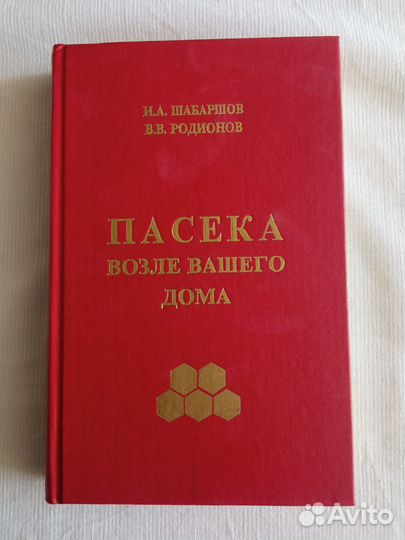 И.А. ШАБАРШОВ
В.В. РОДИОНОВ
ПАСЕКА
ВОЗЛЕ ВАШЕГО
ДОМА
Avito